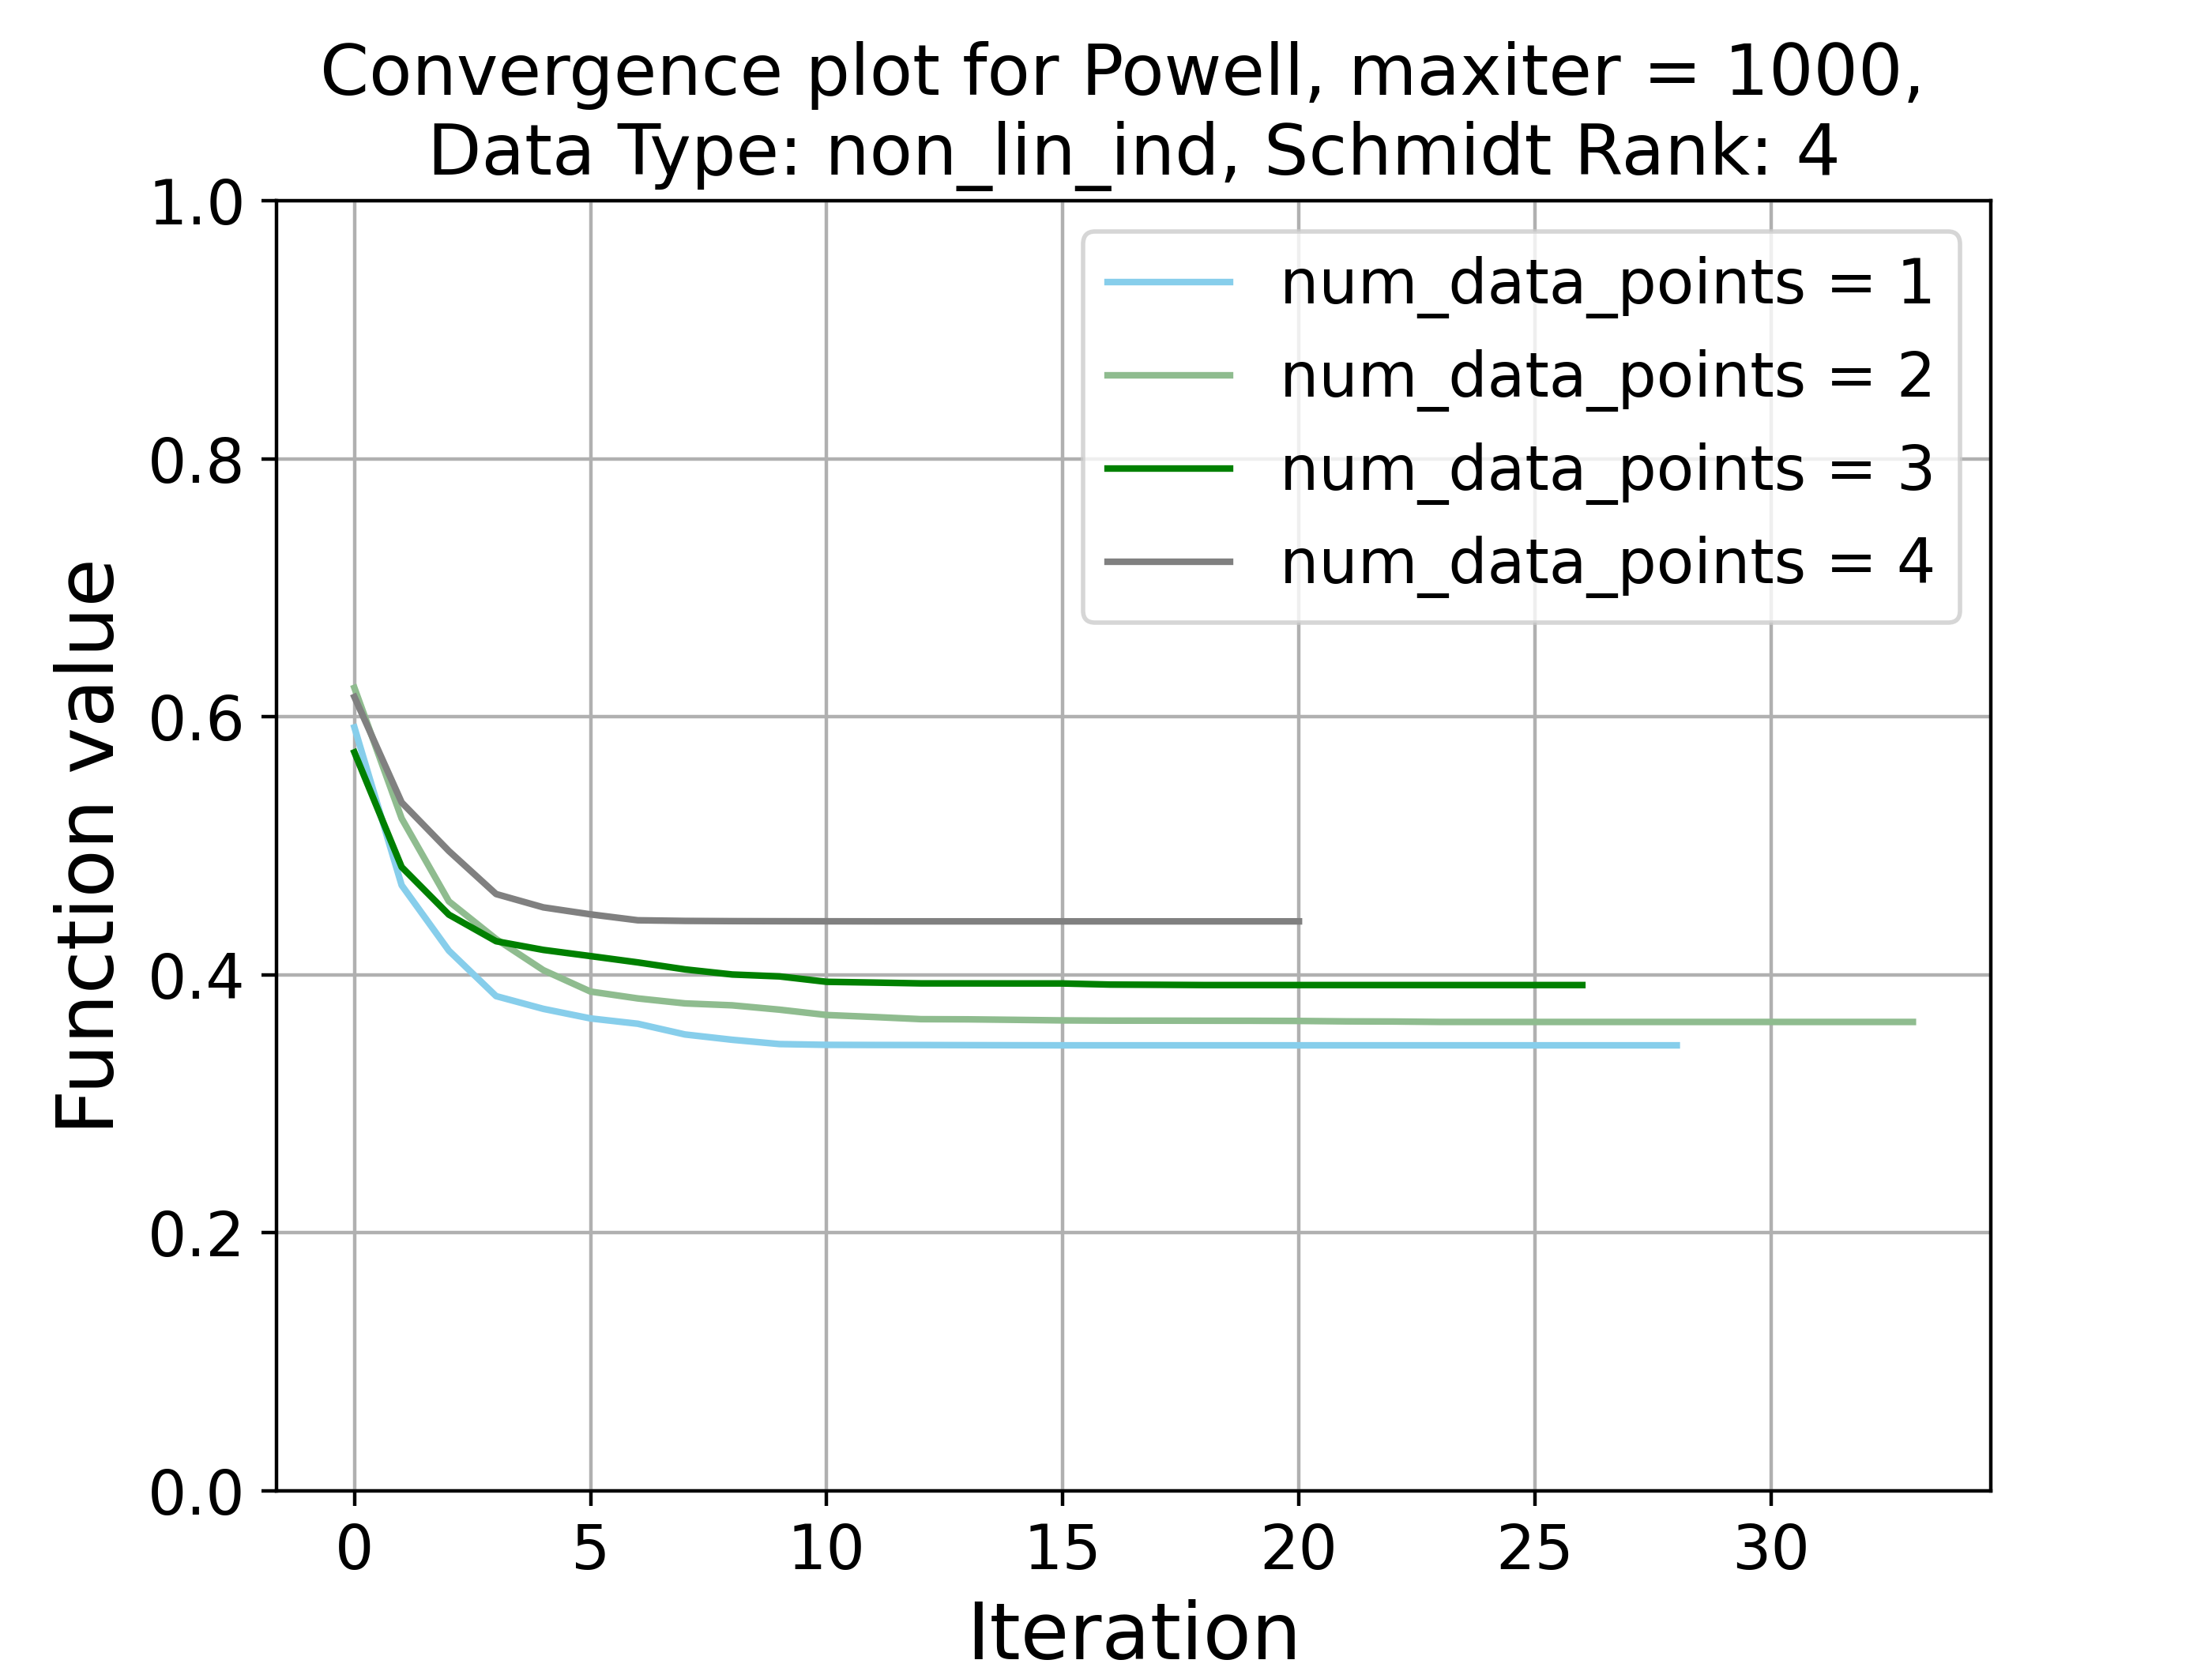 Convergence plot for Powell, maxiter = 1000,
Data Type: non_lin_ind, Schmidt Rank: 4
1.0
0.8
0.6
0.4
0.2
0.0
Function value
num_data_points = 1
num_data_points = 2
num_data_points = 3
num_data_points = 4
0 5 10 15 20 25 30
Iteration